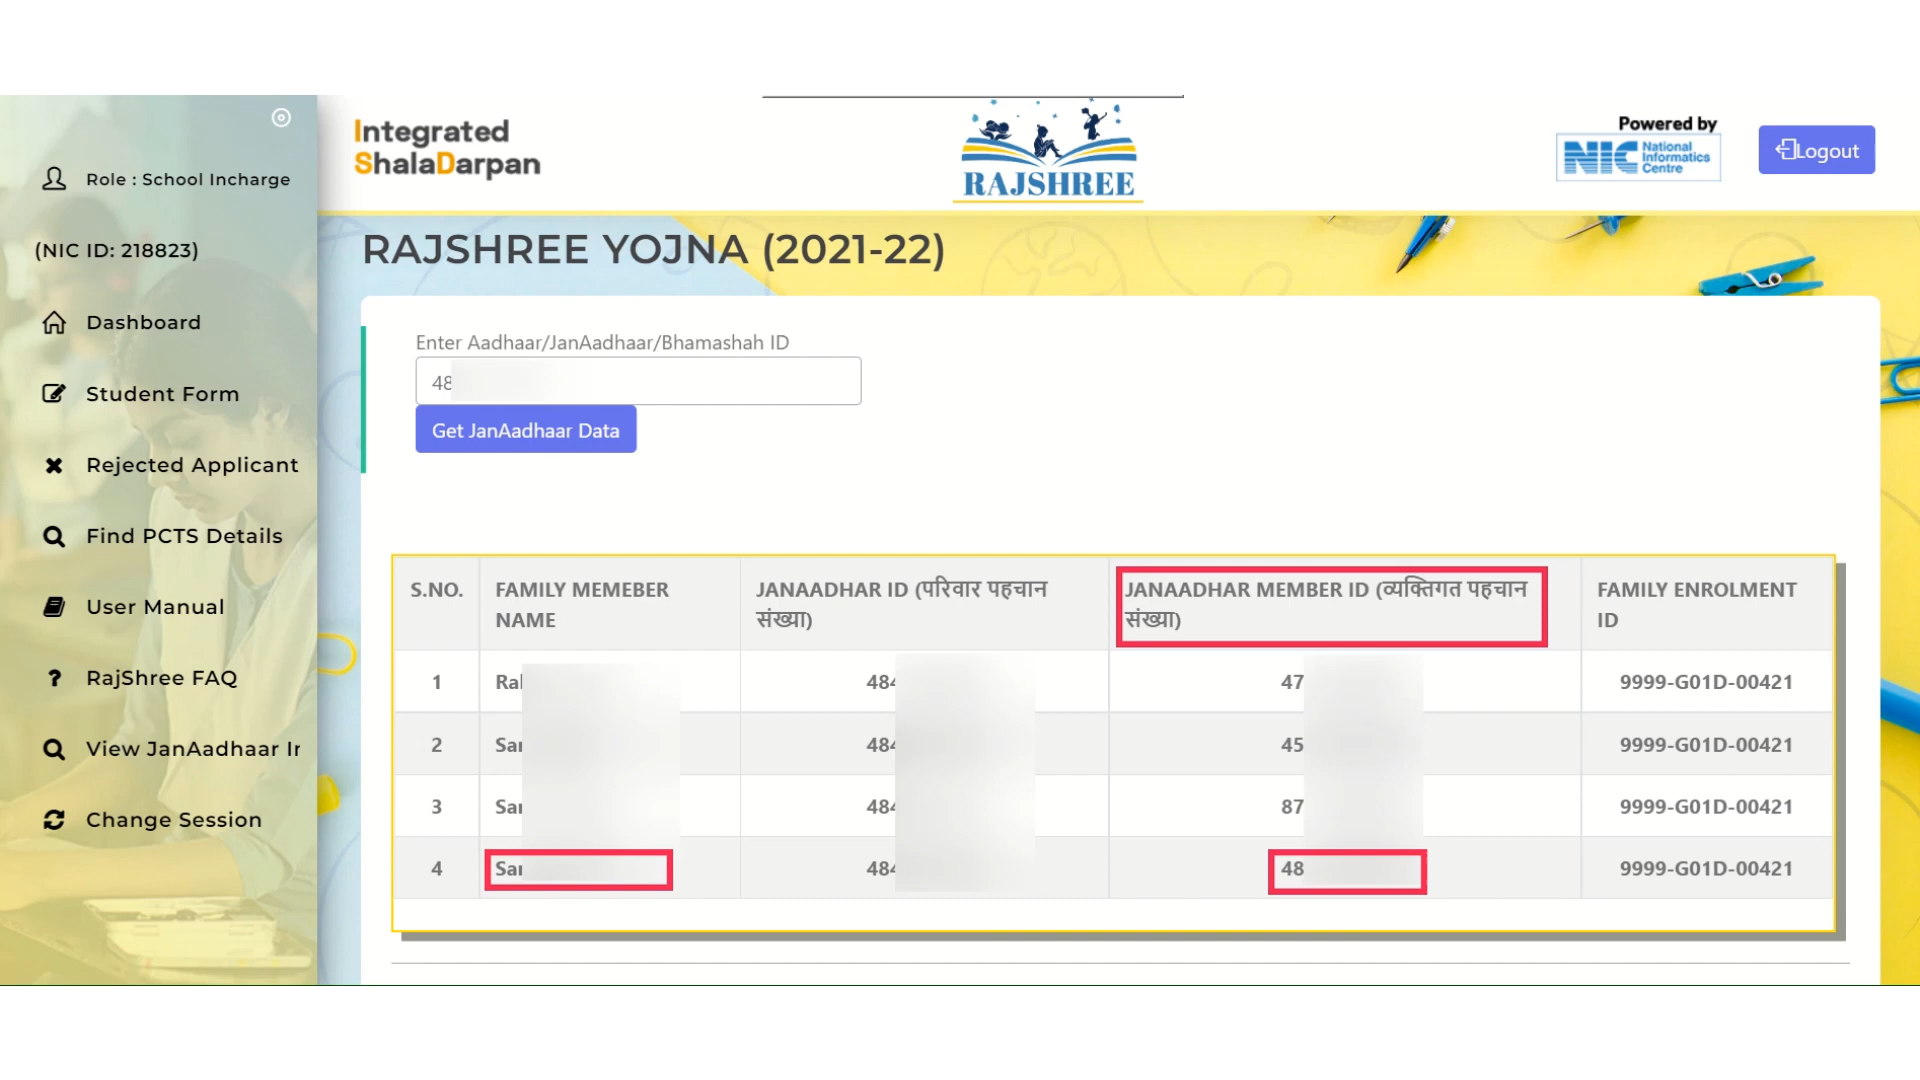 Integrated
ShalaDarpan
RAJSHREE
Powered by
NIC National
Informatics
Centre
Logout
Role : School Incharge
(NIC ID: 218823)
Dashboard
Student Form
Rejected Applicant
Find PCTS Details
User Manual
RajShree FAQ
View JanAadhaar Ir
Change Session
RAJSHREE YOJNA (2021-22)
Enter Aadhaar/JanAadhaar/Bhamashah ID
48
Get JanAadhaar Data
S.NO. FAMILY MEMEBER NAME JANAADHAR ID (परिवार पहचान संख्या) JANAADHAR MEMBER ID (व्यक्तिगत पहचान संख्या) FAMILY ENROLMENT ID
1 Ral 484 47 9999-G01D-00421
2 Sar 484 45 9999-G01D-00421
3 Sar 484 87 9999-G01D-00421
4 Sar 484 48 9999-G01D-00421